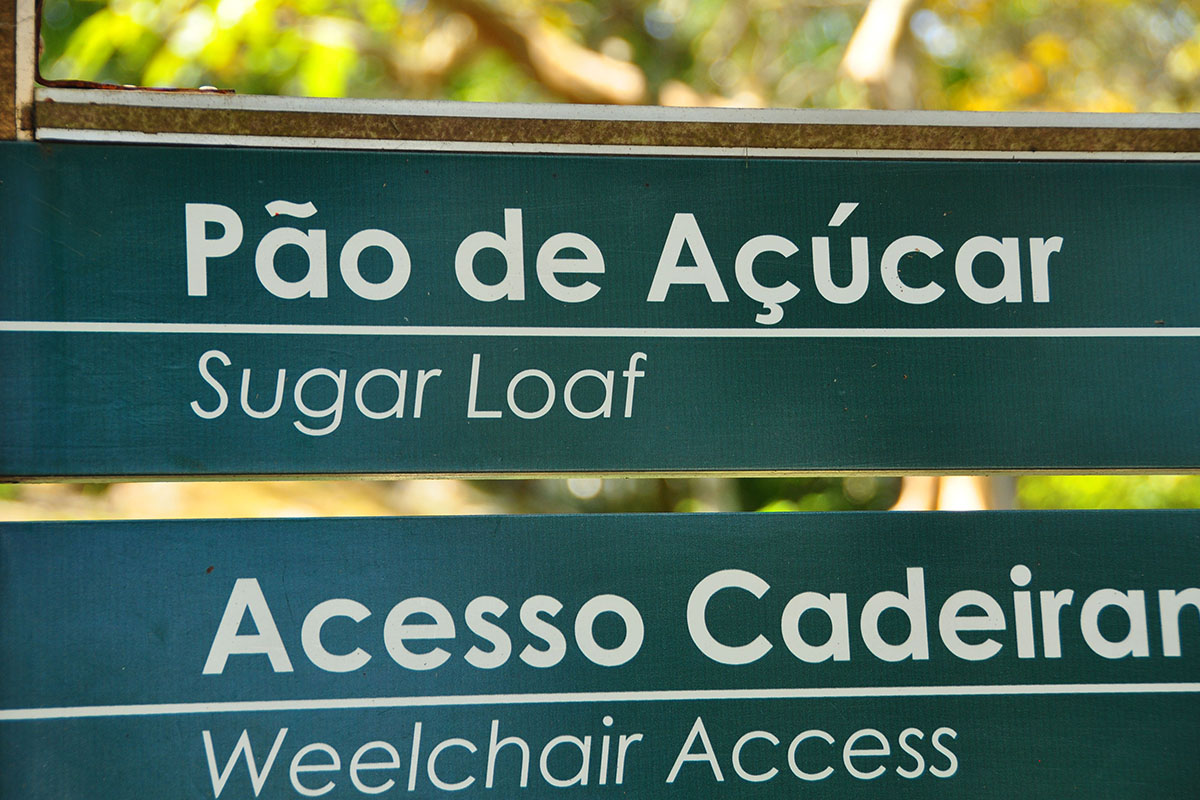 Pão de Açúcar
Sugar Loaf
Acesso Cadeiran
Weelchair Access